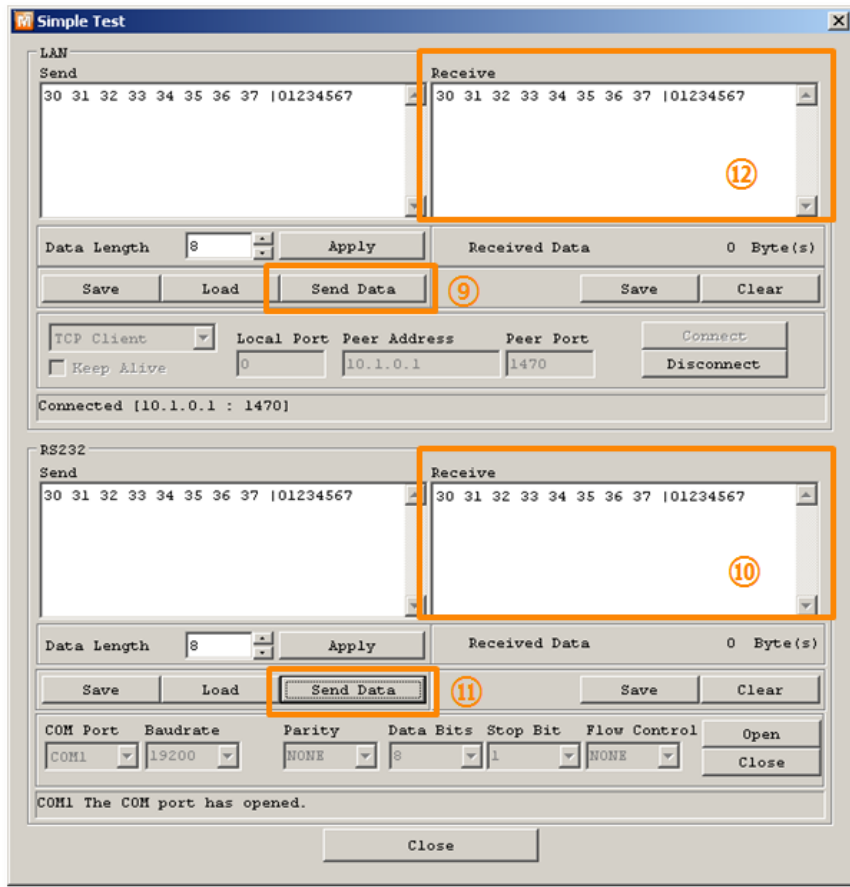 Simple Test
LAN
Send
Receive
30 31 32 33 34 35 36 37 |01234567
30 31 32 33 34 35 36 37 |01234567
⑫
Data Length 8 Apply Received Data 0 Byte(s)
Save Load Send Data ⑨ Save Clear
TCP Client Local Port Peer Address Peer Port Connect
Keep Alive 0 10.1.0.1 1470 Disconnect
Connected [10.1.0.1 : 1470]
RS232
Send
Receive
30 31 32 33 34 35 36 37 |01234567
30 31 32 33 34 35 36 37 |01234567
⑩
Data Length 8 Apply Received Data 0 Byte(s)
Save Load Send Data ⑪ Save Clear
COM Port Baudrate Parity Data Bits Stop Bit Flow Control Open
COM1 19200 NONE 8 1 NONE Close
COM1 The COM port has opened.
Close